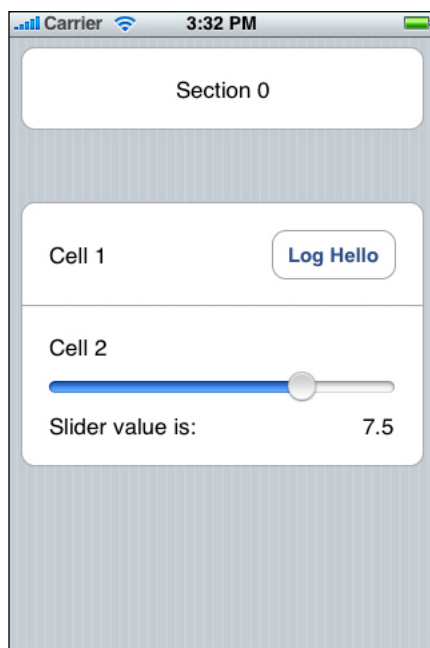 Carrier 3:32 PM
Section 0
Cell 1 Log Hello
Cell 2
Slider value is: 7.5